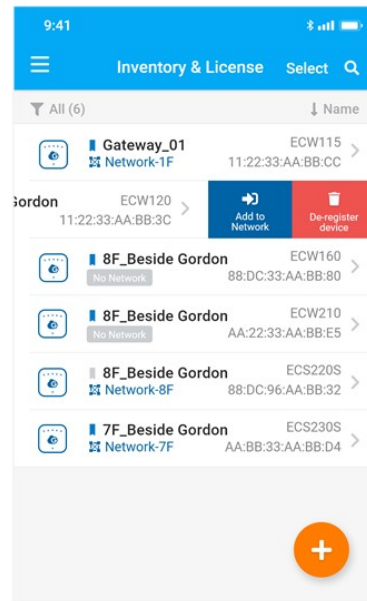 9:41
Inventory & License Select
All (6) Name
Gateway_01 ECW115
Network-1F 11:22:33:AA:BB:CC
Gordon ECW120
11:22:33:AA:BB:3C
Add to Network
De-register device
8F_Beside Gordon ECW160
No Network 88:DC:33:AA:BB:80
8F_Beside Gordon ECW210
No Network AA:22:33:AA:BB:E5
8F_Beside Gordon ECS220S
Network-8F 88:DC:96:AA:BB:32
7F_Beside Gordon ECS230S
Network-7F AA:BB:33:AA:BB:D4